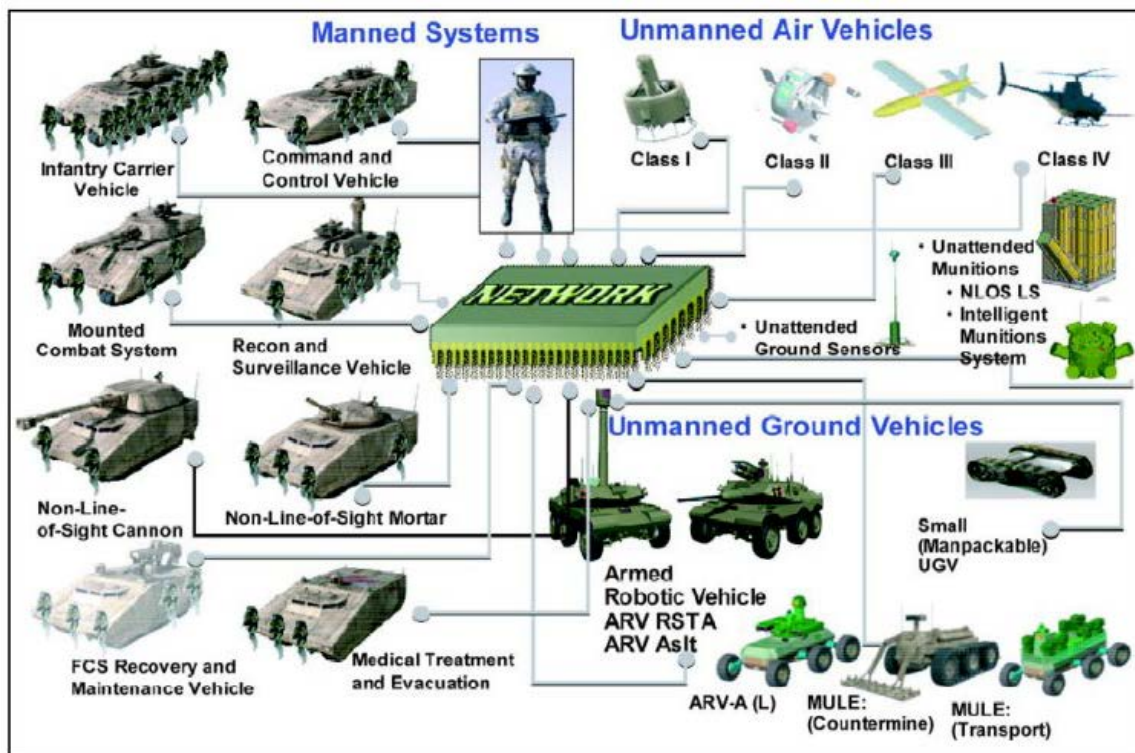 Manned Systems
Unmanned Air Vehicles
Infantry Carrier
Vehicle
Command and
Control Vehicle
Class I
Class II
Class III
Class IV
Mounted
Combat System
Recon and
Surveillance Vehicle
NETWORK
• Unattended
Ground Sensors
• Unattended
Munitions
• NLOS LS
• Intelligent
Munitions
System
Non-Line-
of-Sight Cannon
Non-Line-of-Sight Mortar
Unmanned Ground Vehicles
Small
(Manpackable)
UGV
Armed
Robotic Vehicle
ARV RSTA
ARV Aslt
FCS Recovery and
Maintenance Vehicle
Medical Treatment
and Evacuation
ARV-A (L)
MULE:
(Countermine)
MULE:
(Transport)